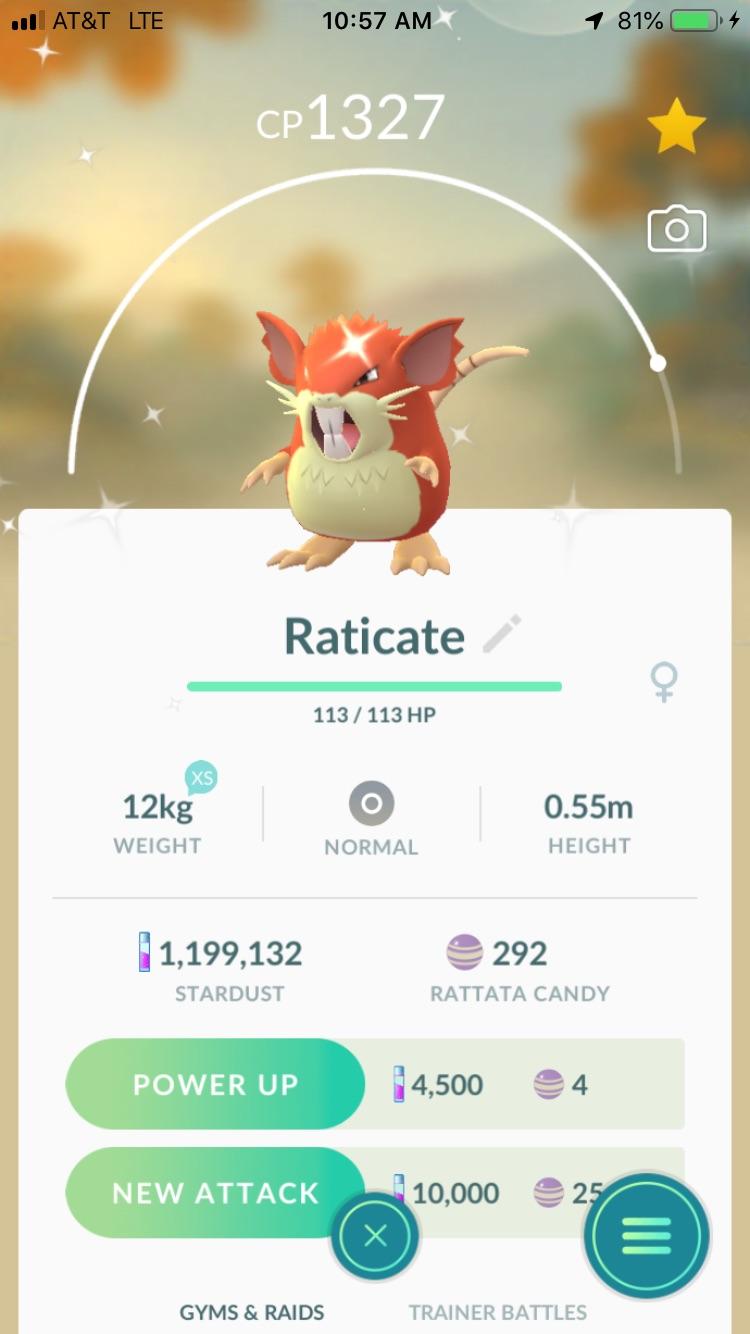 AT&T LTE 10:57 AM 81%
CP1327
Raticate
113 / 113 HP
XS
12kg 0.55m
WEIGHT NORMAL HEIGHT
1,199,132 292
STARDUST RATTATA CANDY
POWER UP 4,500 4
NEW ATTACK 10,000 25
GYMS & RAIDS TRAINER BATTLES